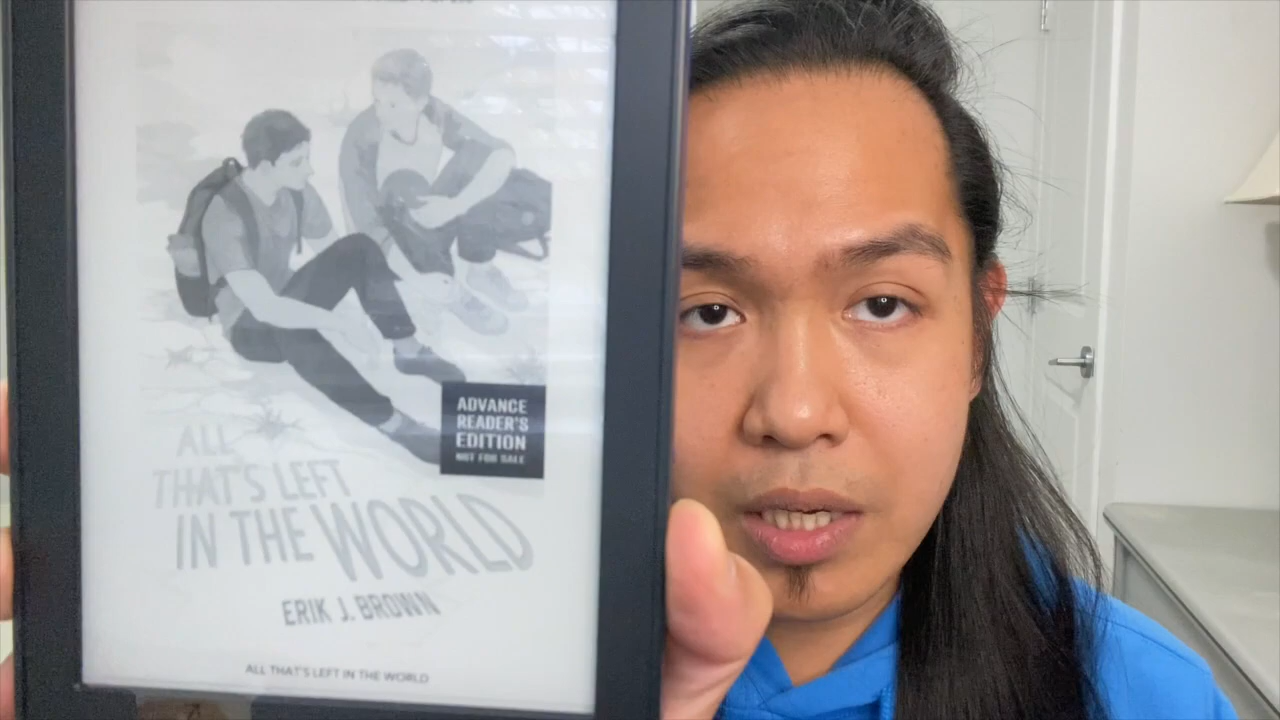 ADVANCE
READER'S
EDITION
NOT FOR SALE
ALL
THAT'S LEFT
IN THE WORLD
ERIK J. BROWN
ALL THAT'S LEFT IN THE WORLD